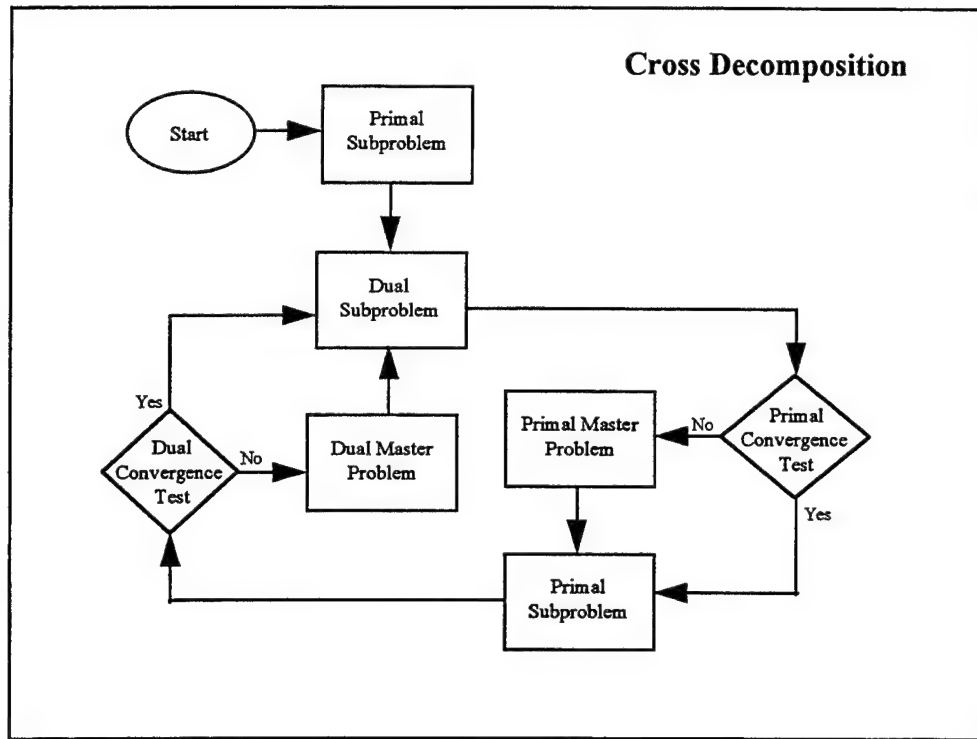 Cross Decomposition
Start
Primal
Subproblem
Dual
Subproblem
Yes
Dual
Convergence
Test
No
Dual Master
Problem
Primal Master
Problem
No
Primal
Convergence
Test
Yes
Primal
Subproblem